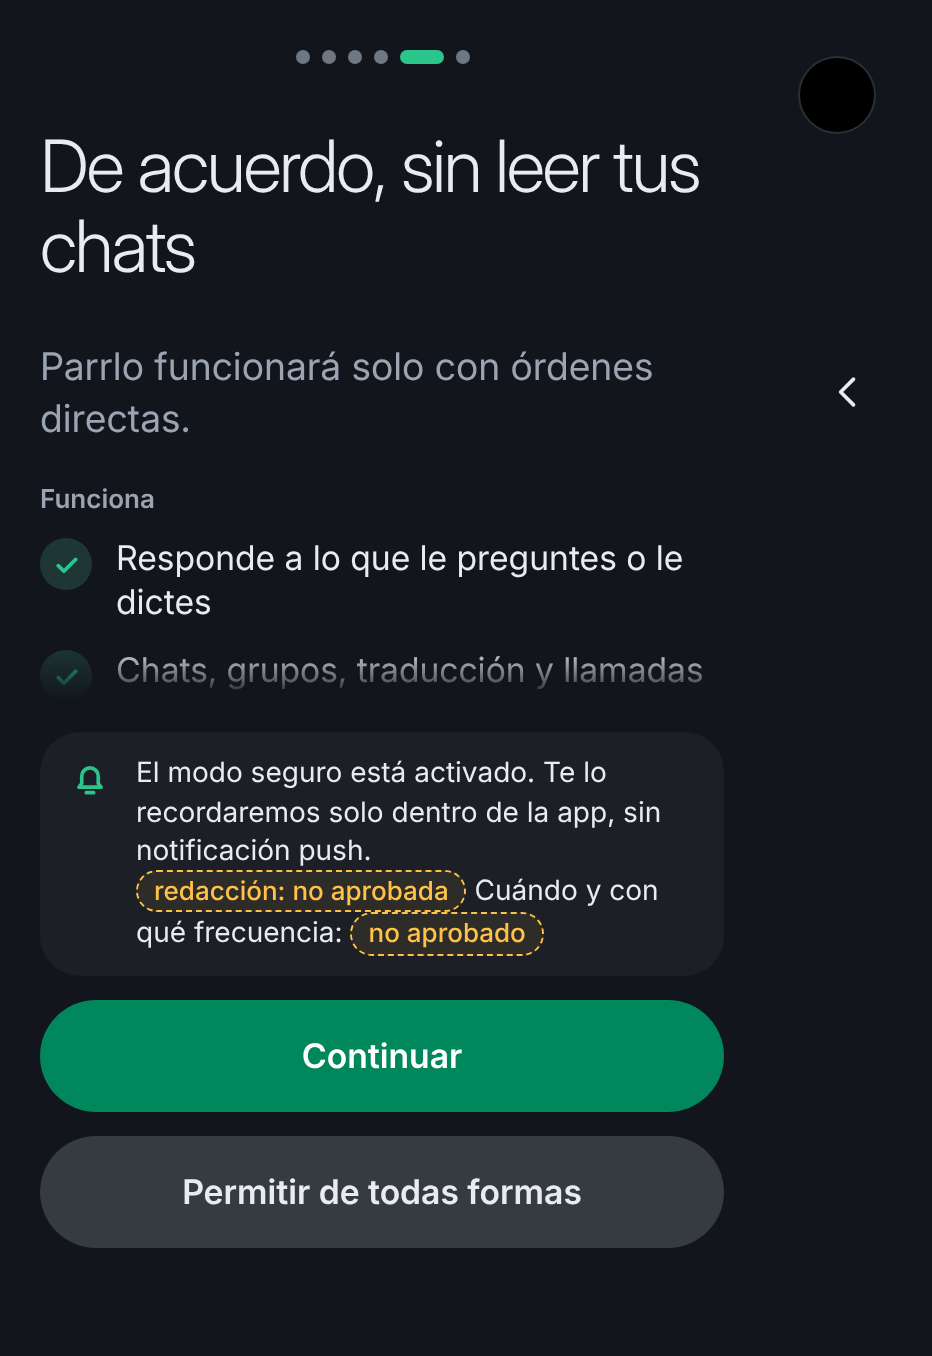 De acuerdo, sin leer tus
chats
Parrlo funcionará solo con órdenes
directas.
Funciona
Responde a lo que le preguntes o le
dictes
Chats, grupos, traducción y llamadas
El modo seguro está activado. Te lo
recordaremos solo dentro de la app, sin
notificación push.
redacción: no aprobada Cuándo y con
qué frecuencia: no aprobado
Continuar
Permitir de todas formas